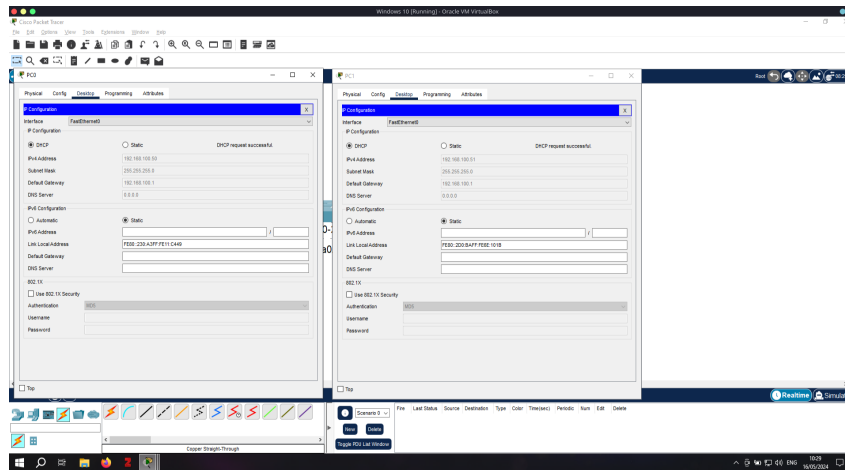 Windows 10 [Running] - Oracle VM VirtualBox
Cisco Packet Tracer
File Edit Options View Tools Extensions Window Help
Root
PC0
Physical Config Desktop Programming Attributes
IP Configuration X
Interface FastEthernet0
IP Configuration
DHCP Static DHCP request successful.
IPv4 Address 192.168.100.50
Subnet Mask 255.255.255.0
Default Gateway 192.168.100.1
DNS Server 0.0.0.0
IPv6 Configuration
Automatic Static
IPv6 Address /
Link Local Address FE80::230:A3FF:FE11:C449
Default Gateway
DNS Server
802.1X
Use 802.1X Security
Authentication MD5
Username
Password
Top
PC1
Physical Config Desktop Programming Attributes
IP Configuration X
Interface FastEthernet0
IP Configuration
DHCP Static DHCP request successful.
IPv4 Address 192.168.100.51
Subnet Mask 255.255.255.0
Default Gateway 192.168.100.1
DNS Server 0.0.0.0
IPv6 Configuration
Automatic Static
IPv6 Address /
Link Local Address FE80::2D0:BAFF:FE6E:101B
Default Gateway
DNS Server
802.1X
Use 802.1X Security
Authentication MD5
Username
Password
Top
Realtime Simula
Scenario 0
New Delete
Toggle PDU List Window
Fire Last Status Source Destination Type Color Time(sec) Periodic Num Edit Delete
Copper Straight-Through
ENG 10:29
16/05/2024